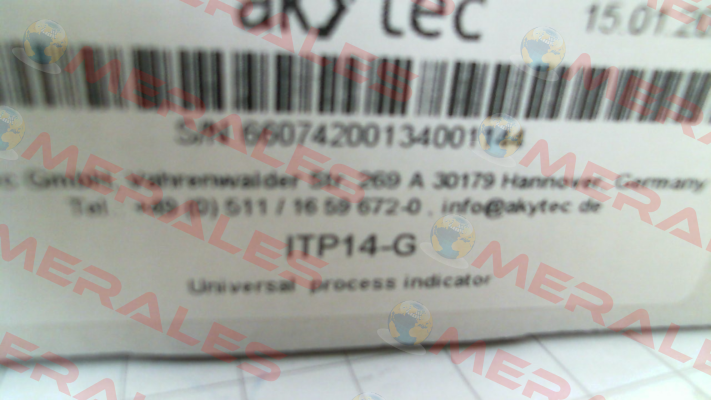 aky tec
15.01.20
S/N 66074200134001144
GmbH, Vahrenwalder Str. 269 A 30179 Hannover, Germany
Tel.: +49 (0) 511 / 16 59 672-0, info@akytec.de
ITP14-G
Universal process indicator
OMERALES